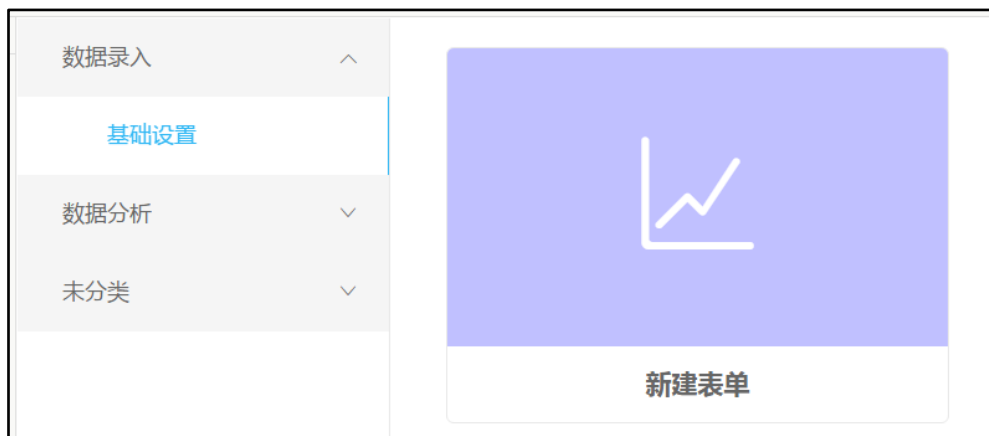 数据录入
基础设置
数据分析
未分类
新建表单